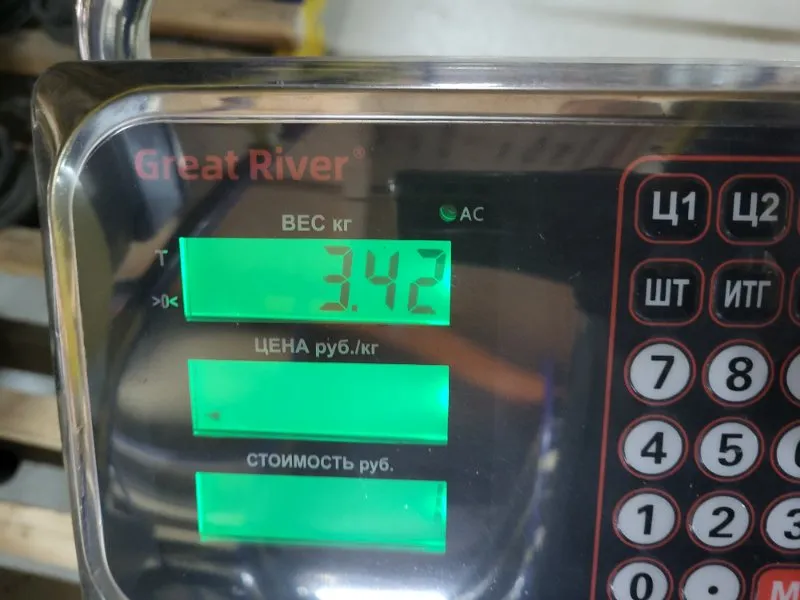 Great River®
AC
ВЕС кг
T
3.42
>0<
ЦЕНА руб./кг
СТОИМОСТЬ руб.
Ц1 Ц2
ШТ ИТГ
7 8
4 5
1 2 3
0 .